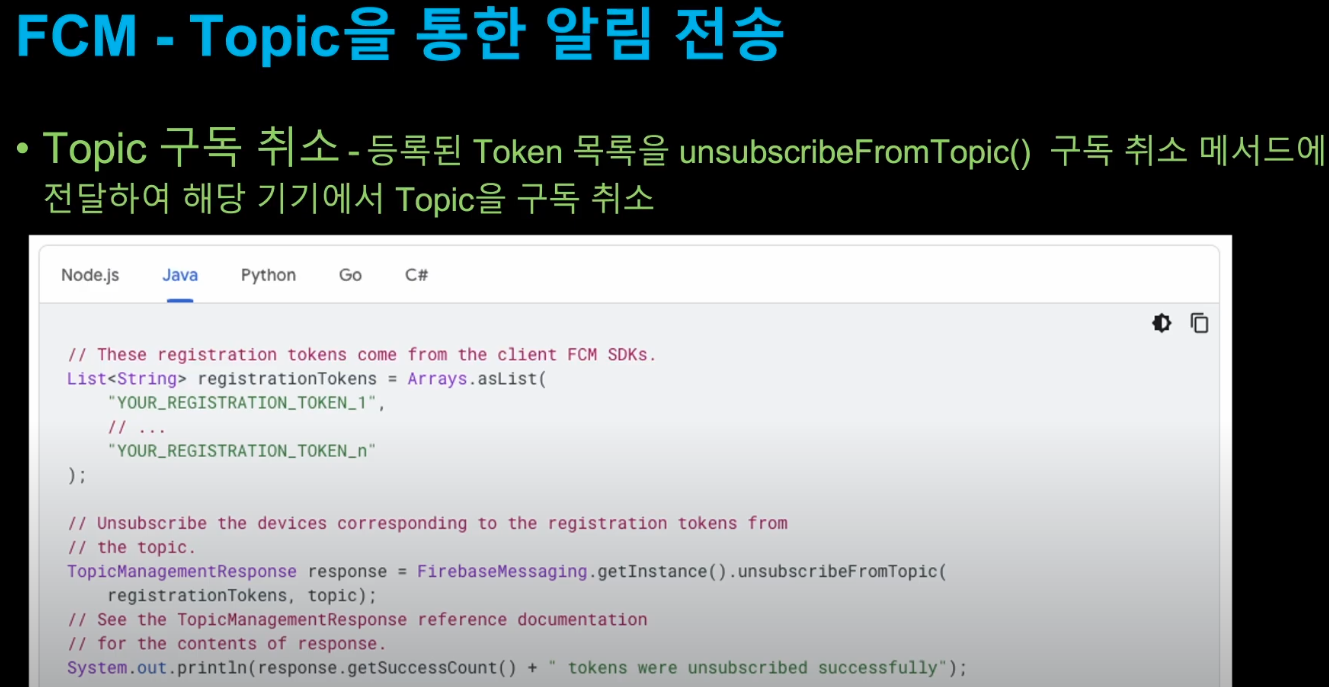 FCM - Topic을 통한 알림 전송
• Topic 구독 취소 - 등록된 Token 목록을 unsubscribeFromTopic() 구독 취소 메서드에
전달하여 해당 기기에서 Topic을 구독 취소
Node.js Java Python Go C#
// These registration tokens come from the client FCM SDKs.
List<String> registrationTokens = Arrays.asList(
    "YOUR_REGISTRATION_TOKEN_1",
    // ...
    "YOUR_REGISTRATION_TOKEN_n"
);
// Unsubscribe the devices corresponding to the registration tokens from
// the topic.
TopicManagementResponse response = FirebaseMessaging.getInstance().unsubscribeFromTopic(
    registrationTokens, topic);
// See the TopicManagementResponse reference documentation
// for the contents of response.
System.out.println(response.getSuccessCount() + " tokens were unsubscribed successfully");